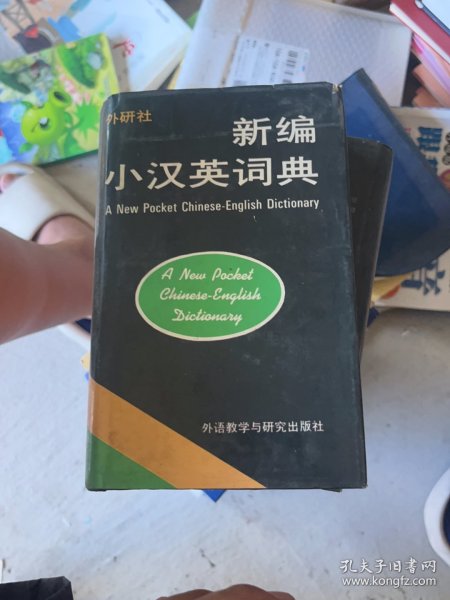 外研社
新编
小汉英词典
A New Pocket Chinese-English Dictionary
A New Pocket
Chinese-English
Dictionary
外语教学与研究出版社
孔夫子旧书网
www.kongfz.com